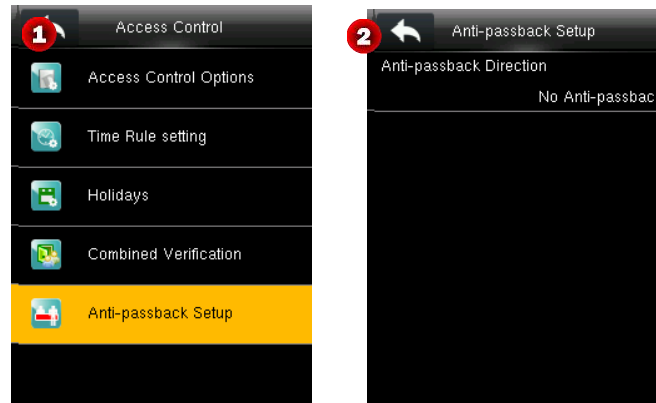 1
Access Control
Access Control Options
Time Rule setting
Holidays
Combined Verification
Anti-passback Setup
2
Anti-passback Setup
Anti-passback Direction
No Anti-passbac